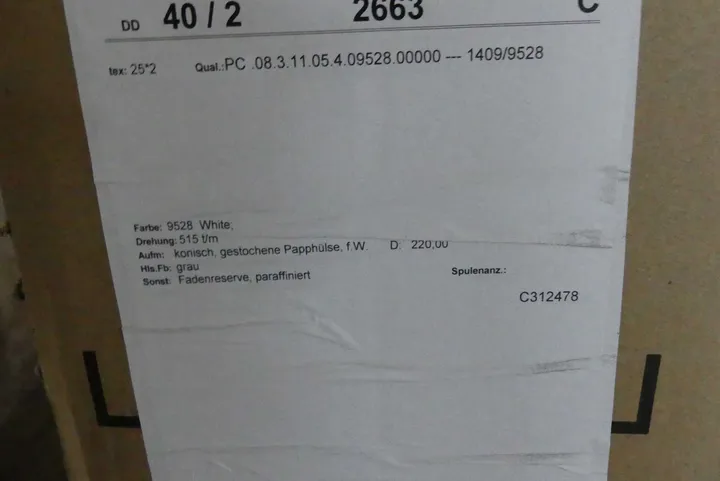 DD 40 / 2 2663 C
tex: 25*2 Qual.:PC .08.3.11.05.4.09528.00000 --- 1409/9528
Farbe: 9528 White;
Drehung: 515 t/m
Aufm: konisch, gestochene Papphülse, f.W. D: 220,00
Hls.Fb: grau
Sonst: Fadenreserve, paraffiniert
Spulenanz.:
C312478